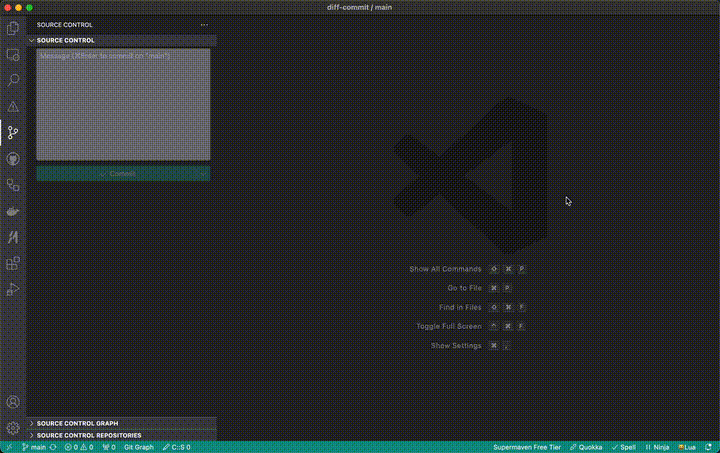 diff-commit / main
SOURCE CONTROL
SOURCE CONTROL
Message (⌘Enter to commit on "main")
Commit
Show All Commands ⇧ ⌘ P
Go to File ⌘ P
Find in Files ⇧ ⌘ F
Toggle Full Screen ^ ⌘ F
Show Settings ⌘ ,
SOURCE CONTROL GRAPH
SOURCE CONTROL REPOSITORIES
main 0 0 0 Git Graph C::S 0 Supermaven Free Tier Quokka Spell Ninja Lua